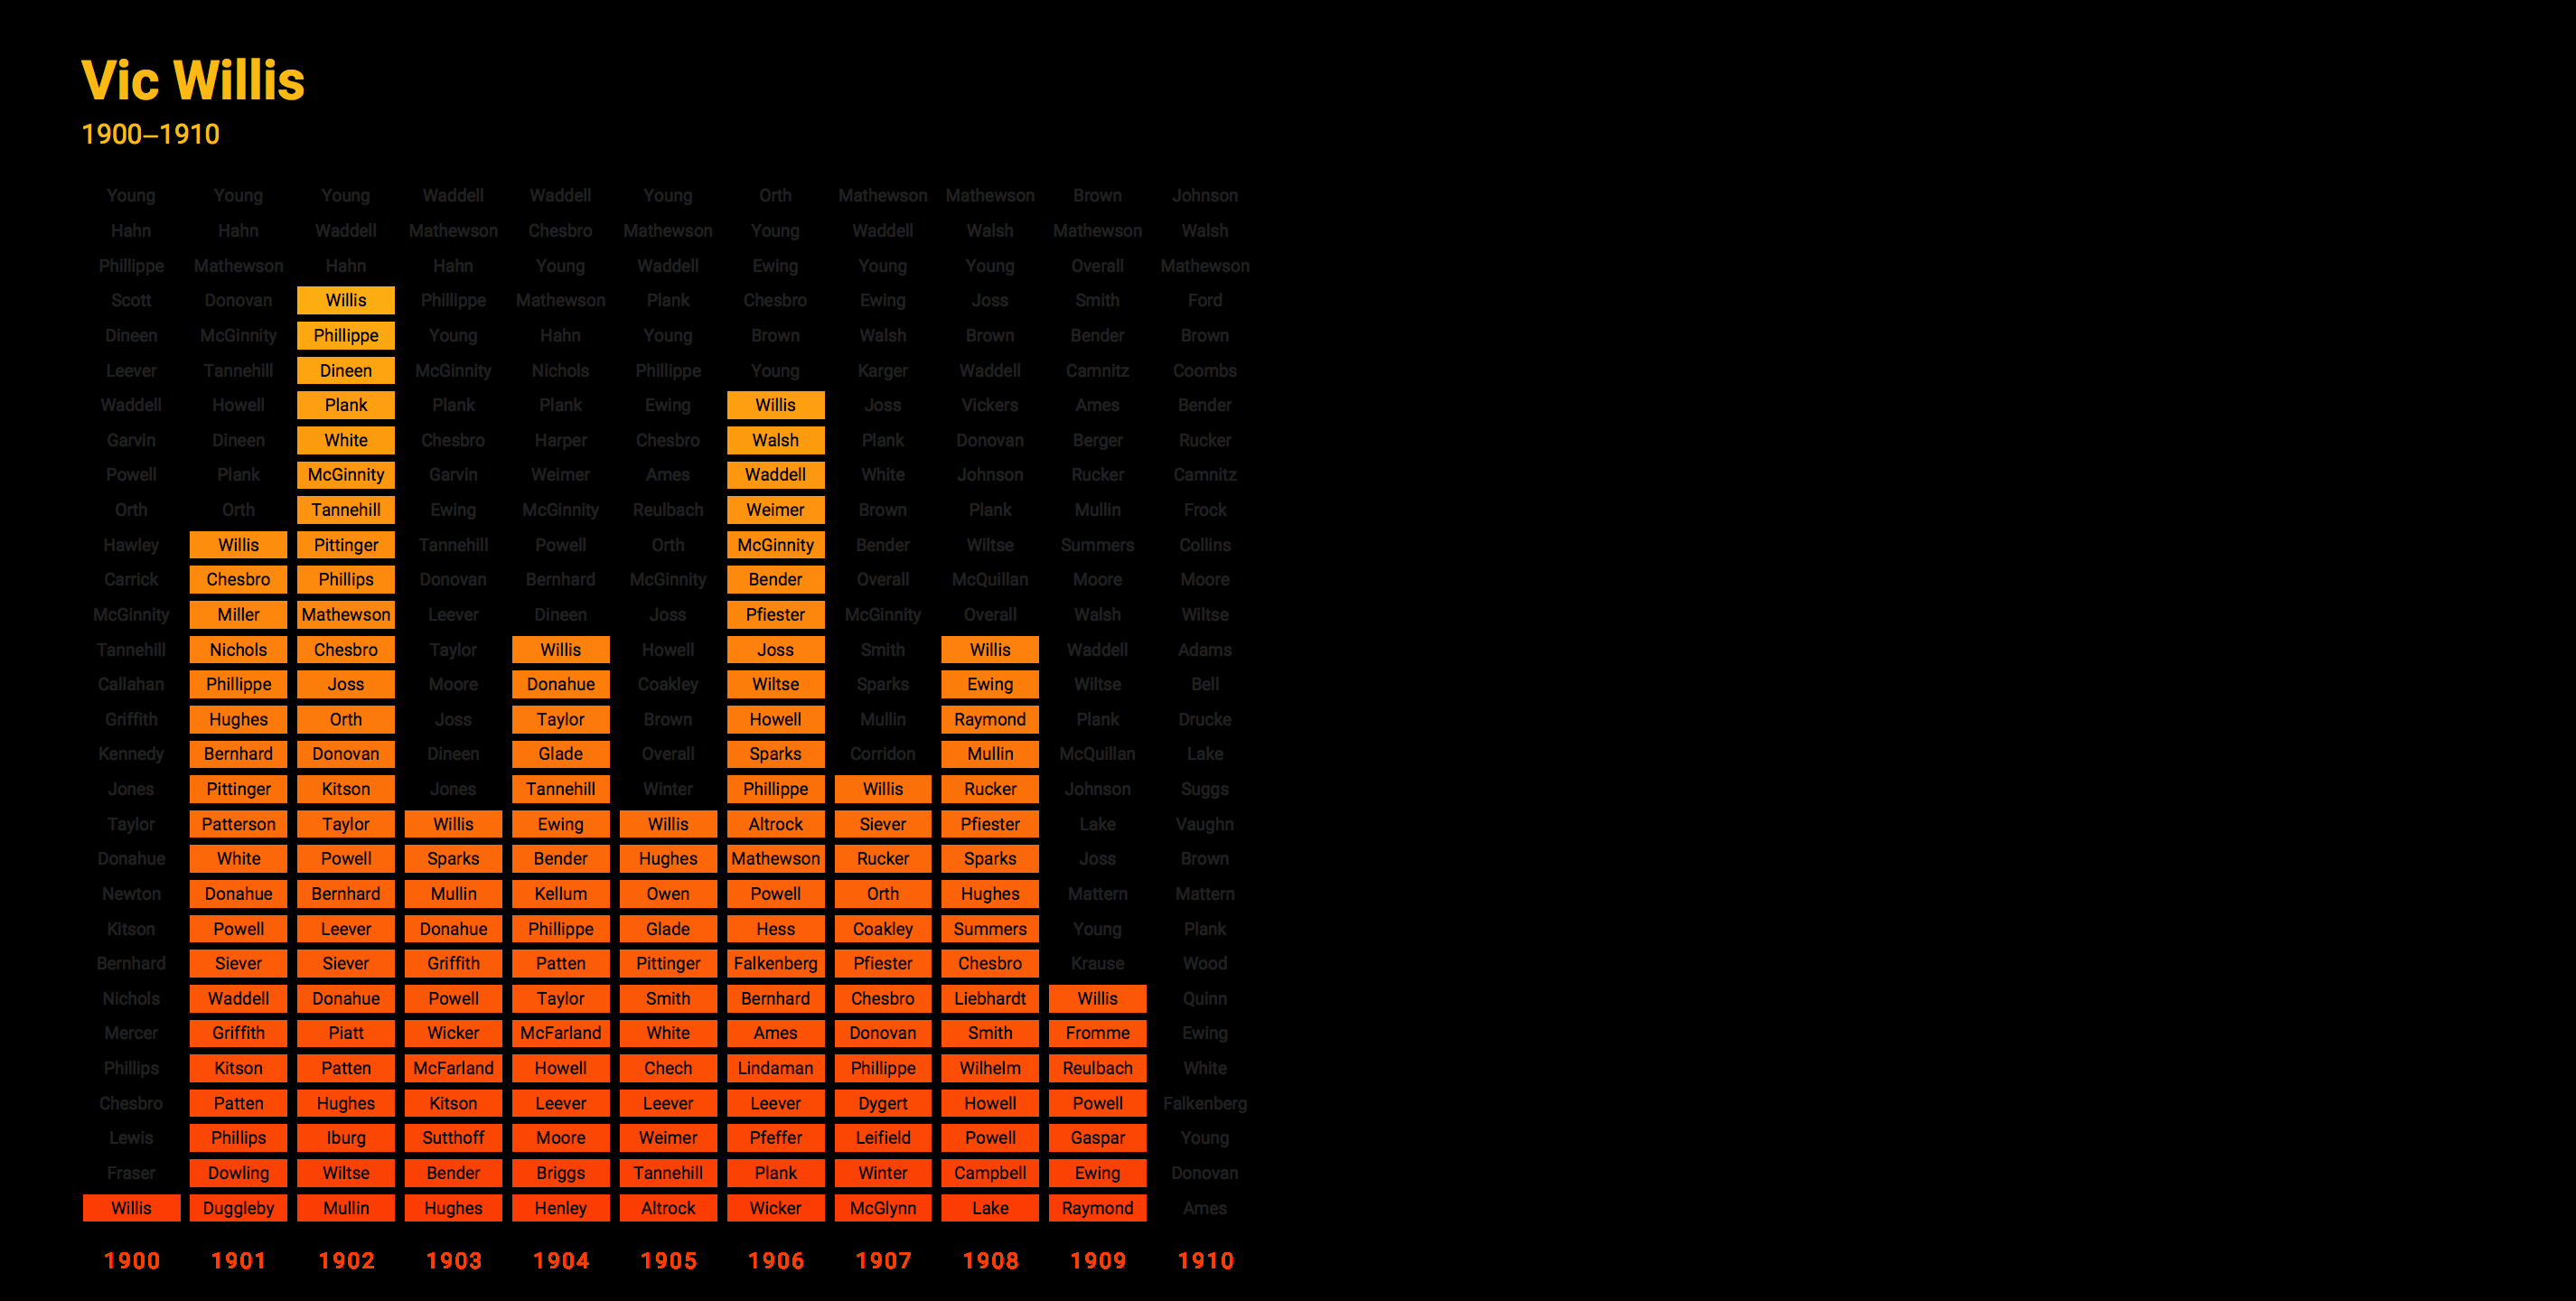 Vic Willis
1900–1910
Young Young Young Waddell Waddell Young Orth Mathewson Mathewson Brown Johnson
Hahn Hahn Waddell Mathewson Chesbro Mathewson Young Waddell Walsh Mathewson Walsh
Phillippe Mathewson Hahn Hahn Young Waddell Ewing Young Young Overall Mathewson
Scott Donovan Willis Phillippe Mathewson Plank Chesbro Ewing Joss Smith Ford
Dineen McGinnity Phillippe Young Hahn Young Brown Walsh Brown Bender Brown
Leever Tannehill Dineen McGinnity Nichols Phillippe Young Karger Waddell Camnitz Coombs
Waddell Howell Plank Plank Plank Ewing Willis Joss Vickers Ames Bender
Garvin Dineen White Chesbro Harper Chesbro Walsh Plank Donovan Berger Rucker
Powell Plank McGinnity Garvin Weimer Ames Waddell White Johnson Rucker Camnitz
Orth Orth Tannehill Ewing McGinnity Reulbach Weimer Brown Plank Mullin Frock
Hawley Willis Pittinger Tannehill Powell Orth McGinnity Bender Wiltse Summers Collins
Carrick Chesbro Phillips Donovan Bernhard McGinnity Bender Overall McQuillan Moore Moore
McGinnity Miller Mathewson Leever Dineen Joss Pfiester McGinnity Overall Walsh Wiltse
Tannehill Nichols Chesbro Taylor Willis Howell Joss Smith Willis Waddell Adams
Callahan Phillippe Joss Moore Donahue Coakley Wiltse Sparks Ewing Wiltse Bell
Griffith Hughes Orth Joss Taylor Brown Howell Mullin Raymond Plank Drucke
Kennedy Bernhard Donovan Dineen Glade Overall Sparks Corridon Mullin McQuillan Lake
Jones Pittinger Kitson Jones Tannehill Winter Phillippe Willis Rucker Johnson Suggs
Taylor Patterson Taylor Willis Ewing Willis Altrock Siever Pfiester Lake Vaughn
Donahue White Powell Sparks Bender Hughes Mathewson Rucker Sparks Joss Brown
Newton Donahue Bernhard Mullin Kellum Owen Powell Orth Hughes Mattern Mattern
Kitson Powell Leever Donahue Phillippe Glade Hess Coakley Summers Young Plank
Bernhard Siever Siever Griffith Patten Pittinger Falkenberg Pfiester Chesbro Krause Wood
Nichols Waddell Donahue Powell Taylor Smith Bernhard Chesbro Liebhardt Willis Quinn
Mercer Griffith Piatt Wicker McFarland White Ames Donovan Smith Fromme Ewing
Phillips Kitson Patten McFarland Howell Chech Lindaman Phillippe Wilhelm Reulbach White
Chesbro Patten Hughes Kitson Leever Leever Leever Dygert Howell Powell Falkenberg
Lewis Phillips Iburg Sutthoff Moore Weimer Pfeffer Leifield Powell Gaspar Young
Fraser Dowling Wiltse Bender Briggs Tannehill Plank Winter Campbell Ewing Donovan
Willis Duggleby Mullin Hughes Henley Altrock Wicker McGlynn Lake Raymond Ames
1900 1901 1902 1903 1904 1905 1906 1907 1908 1909 1910